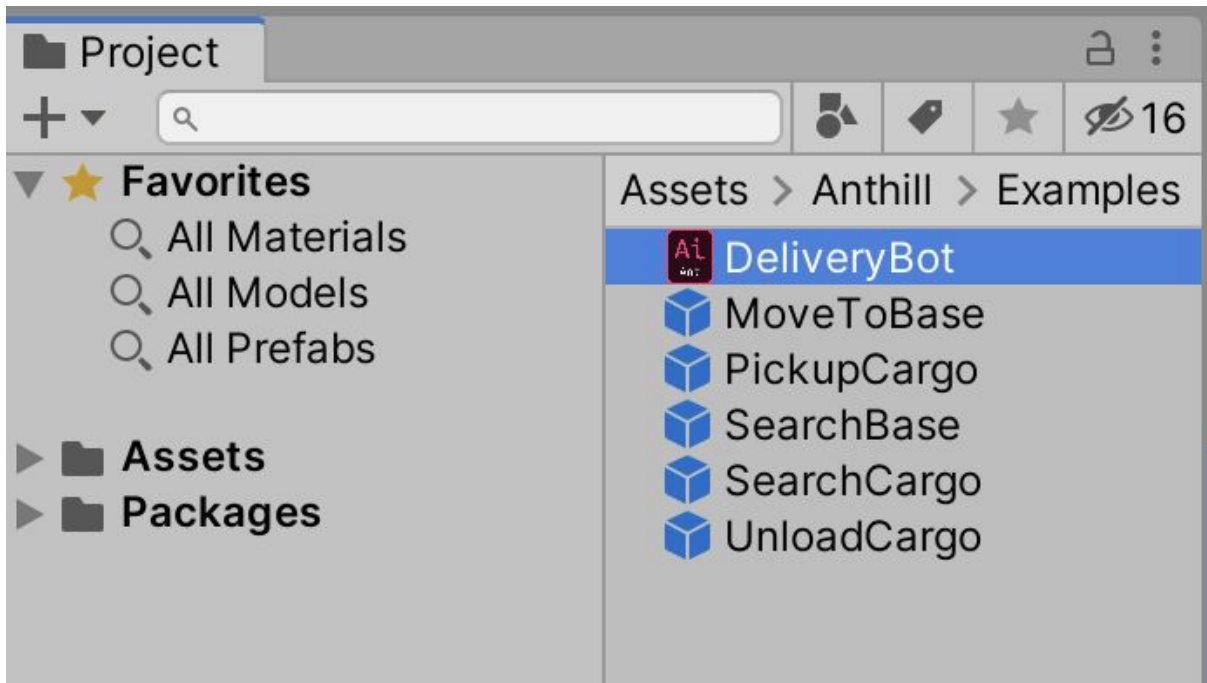 Project
16
Favorites
All Materials
All Models
All Prefabs
Assets
Packages
Assets > Anthill > Examples
Ai
ANT
DeliveryBot
MoveToBase
PickupCargo
SearchBase
SearchCargo
UnloadCargo